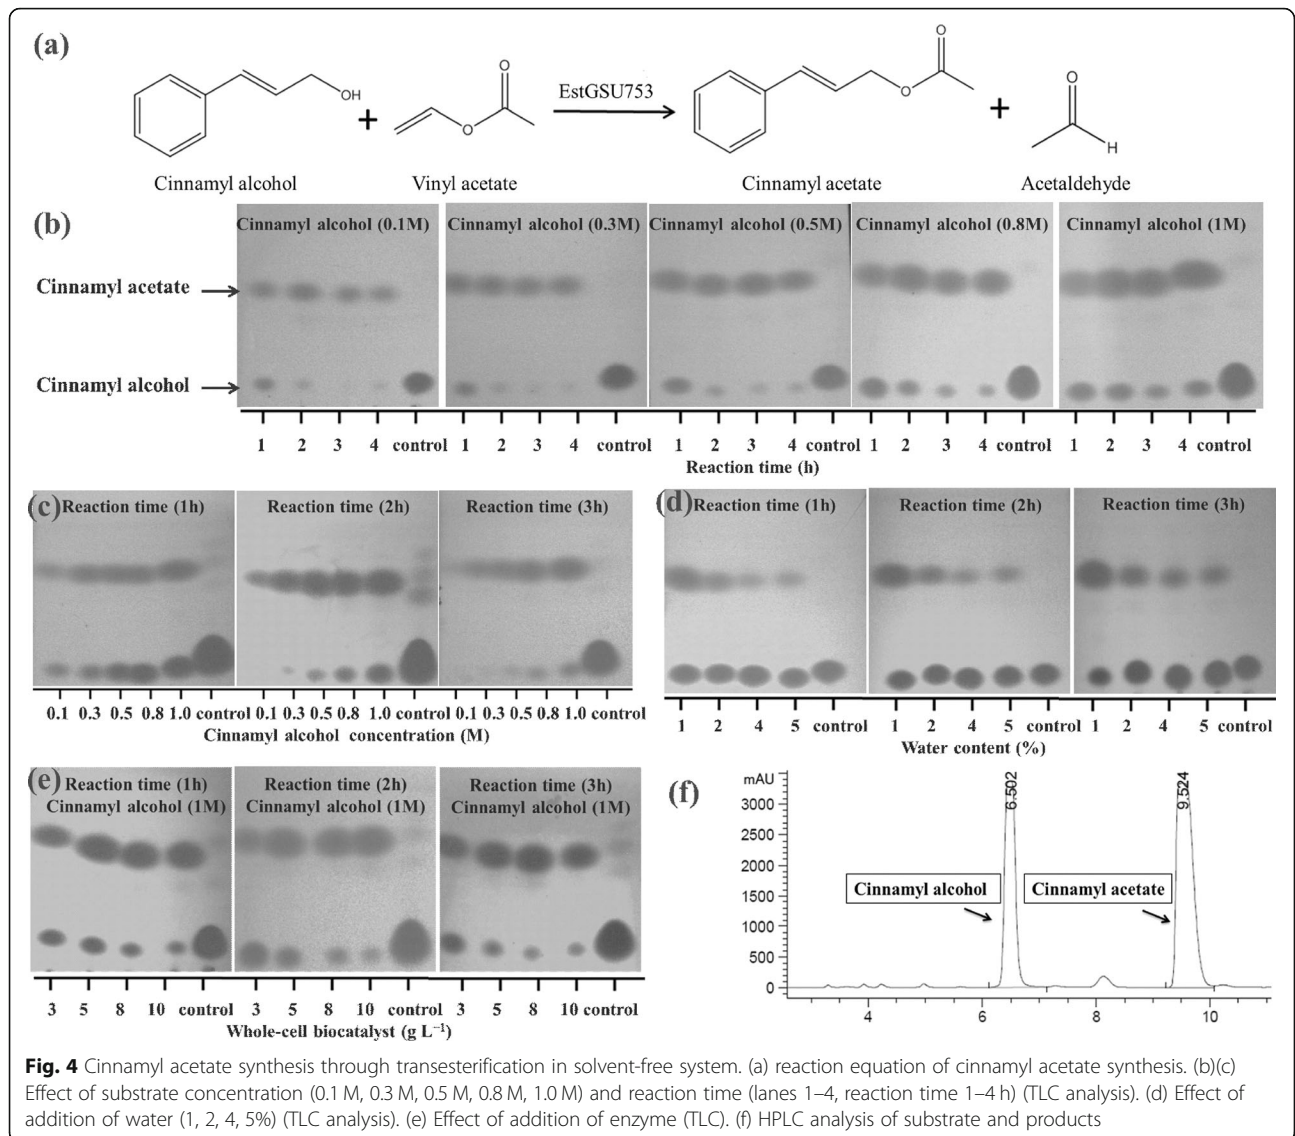 (a)
OH
O
O
EstGSU753
O
O
O
H
Cinnamyl alcohol
+
Vinyl acetate
Cinnamyl acetate
+
Acetaldehyde
(b)
Cinnamyl alcohol (0.1M)
Cinnamyl alcohol (0.3M)
Cinnamyl alcohol (0.5M)
Cinnamyl alcohol (0.8M)
Cinnamyl alcohol (1M)
Cinnamyl acetate
Cinnamyl alcohol
1 2 3 4 control 1 2 3 4 control 1 2 3 4 control 1 2 3 4 control 1 2 3 4 control
Reaction time (h)
(c)
Reaction time (1h)
Reaction time (2h)
Reaction time (3h)
0.1 0.3 0.5 0.8 1.0 control 0.1 0.3 0.5 0.8 1.0 control 0.1 0.3 0.5 0.8 1.0 control
Cinnamyl alcohol concentration (M)
(d)
Reaction time (1h)
Reaction time (2h)
Reaction time (3h)
1 2 4 5 control 1 2 4 5 control 1 2 4 5 control
Water content (%)
(e)
Reaction time (1h)
Cinnamyl alcohol (1M)
Reaction time (2h)
Cinnamyl alcohol (1M)
Reaction time (3h)
Cinnamyl alcohol (1M)
3 5 8 10 control 3 5 8 10 control 3 5 8 10 control
Whole-cell biocatalyst (g L⁻¹)
(f)
mAU
3000
2500
2000
1500
1000
500
0
6.502
9.524
Cinnamyl alcohol
Cinnamyl acetate
4 6 8 10
Fig. 4 Cinnamyl acetate synthesis through transesterification in solvent-free system. (a) reaction equation of cinnamyl acetate synthesis. (b)(c)
Effect of substrate concentration (0.1 M, 0.3 M, 0.5 M, 0.8 M, 1.0 M) and reaction time (lanes 1–4, reaction time 1–4 h) (TLC analysis). (d) Effect of
addition of water (1, 2, 4, 5%) (TLC analysis). (e) Effect of addition of enzyme (TLC). (f) HPLC analysis of substrate and products